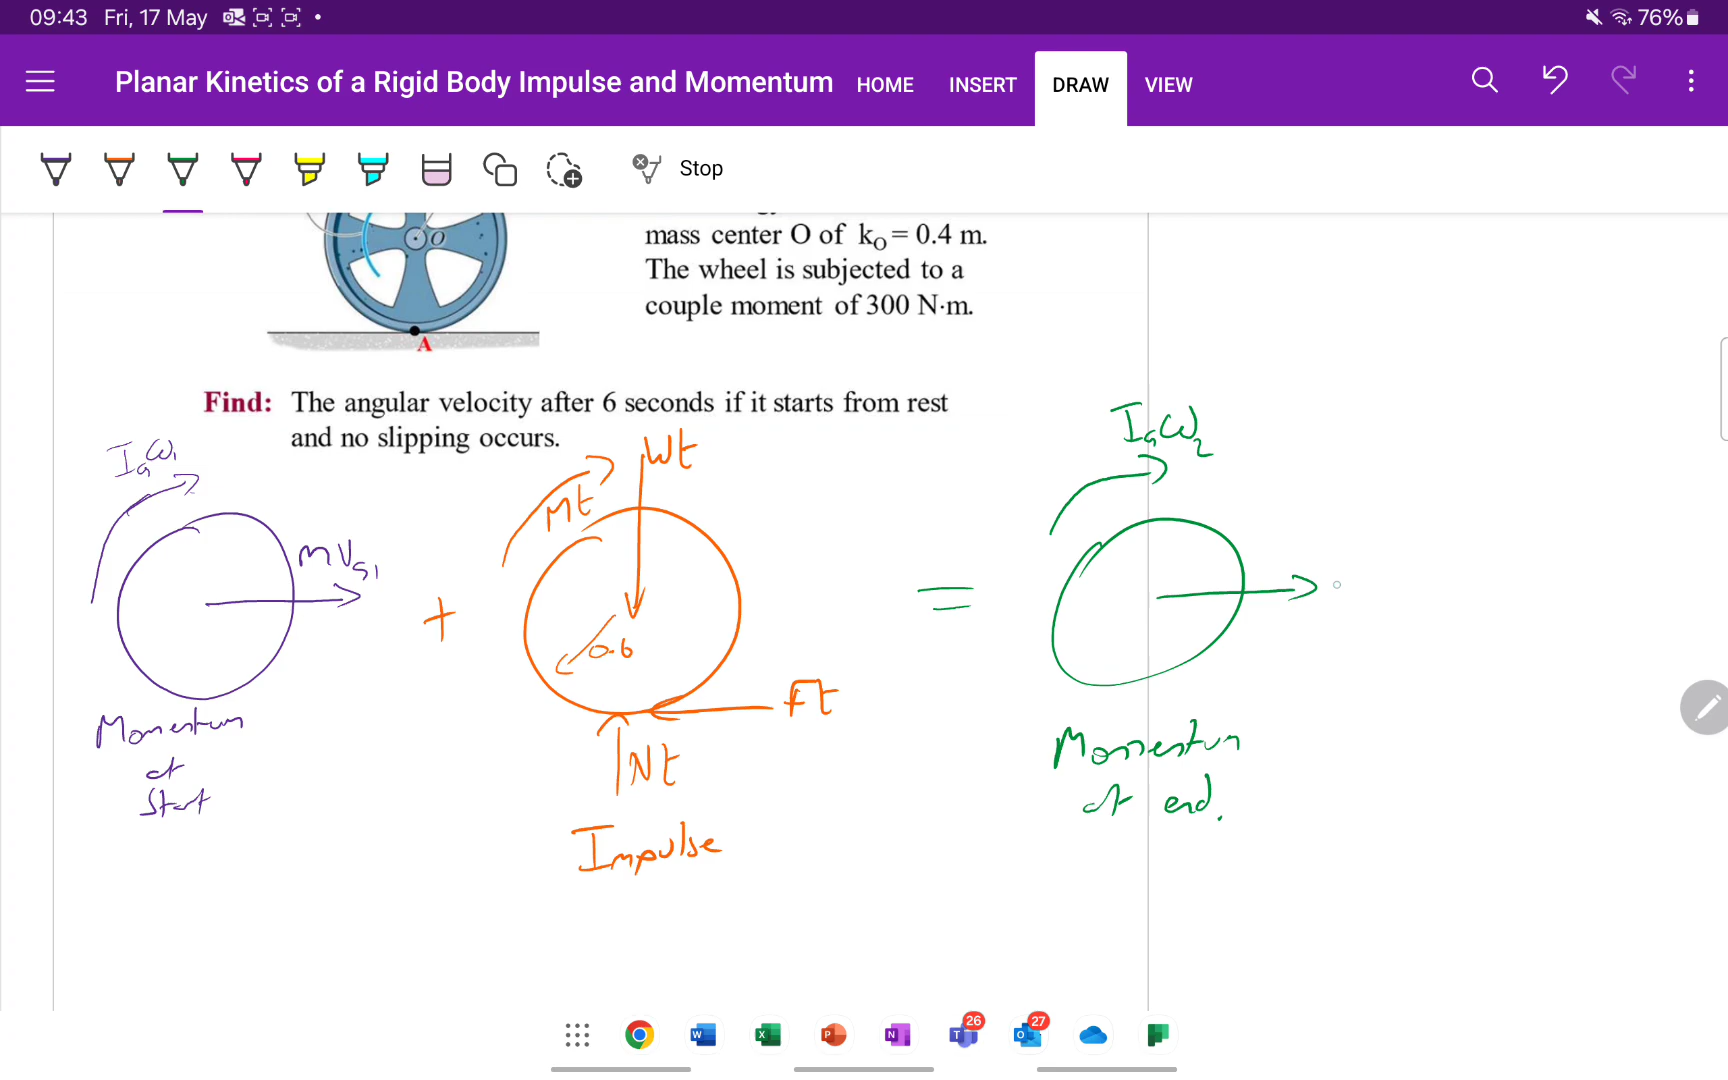 09:43 Fri, 17 May
76%
Planar Kinetics of a Rigid Body Impulse and Momentum
HOME INSERT DRAW VIEW
Stop
mass center O of kO = 0.4 m.
The wheel is subjected to a
couple moment of 300 N·m.
O
A
Find: The angular velocity after 6 seconds if it starts from rest
and no slipping occurs.
IGω1
mVG1
Momentum
at
Start
+
Mt
Wt
0.6
Ft
Nt
Impulse
=
IGω2
Momentum
at end.
26
27